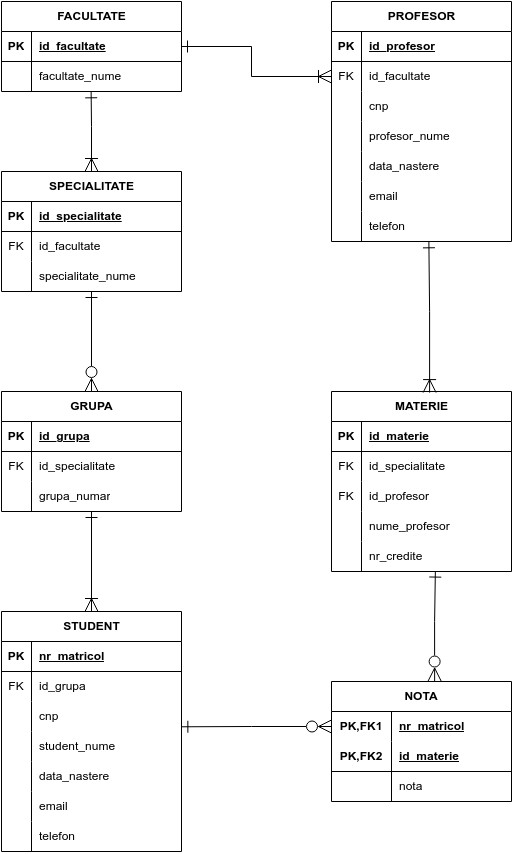 FACULTATE
PK id_facultate
facultate_nume
PROFESOR
PK id_profesor
FK id_facultate
cnp
profesor_nume
data_nastere
email
telefon
SPECIALITATE
PK id_specialitate
FK id_facultate
specialitate_nume
GRUPA
PK id_grupa
FK id_specialitate
grupa_numar
MATERIE
PK id_materie
FK id_specialitate
FK id_profesor
nume_profesor
nr_credite
STUDENT
PK nr_matricol
FK id_grupa
cnp
student_nume
data_nastere
email
telefon
NOTA
PK,FK1 nr_matricol
PK,FK2 id_materie
nota